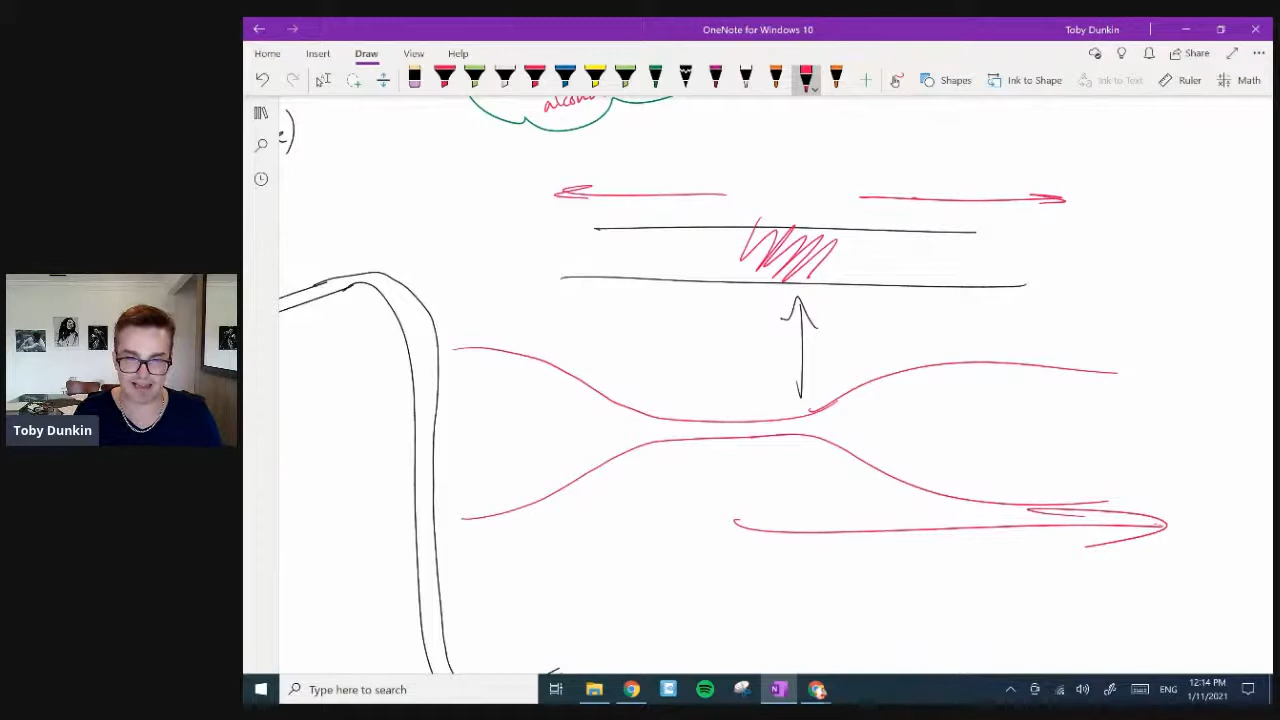 OneNote for Windows 10
Toby Dunkin
Home Insert Draw View Help
Share
Shapes Ink to Shape Ink to Text Ruler Math
Toby Dunkin
Type here to search
ENG
12:14 PM
1/11/2021